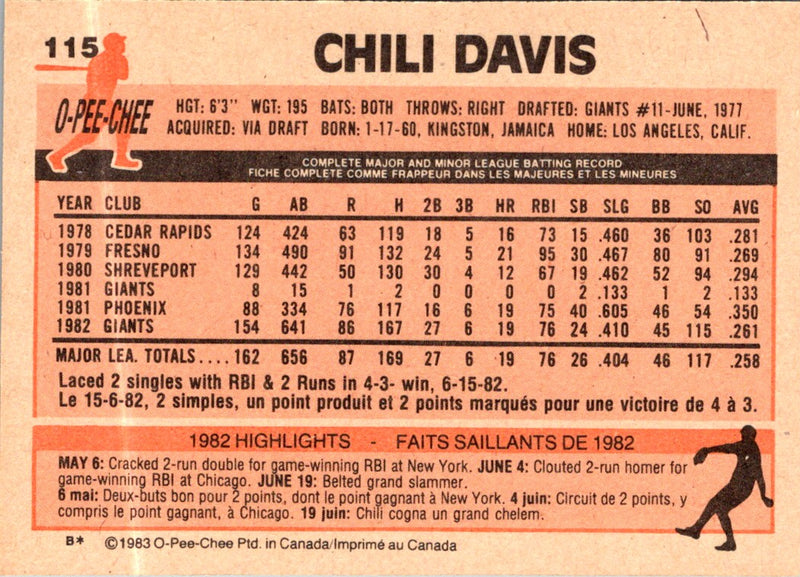 115
CHILI DAVIS
O-PEE-CHEE
HGT: 6'3" WGT: 195 BATS: BOTH THROWS: RIGHT DRAFTED: GIANTS #11-JUNE, 1977
ACQUIRED: VIA DRAFT BORN: 1-17-60, KINGSTON, JAMAICA HOME: LOS ANGELES, CALIF.
COMPLETE MAJOR AND MINOR LEAGUE BATTING RECORD
FICHE COMPLETE COMME FRAPPEUR DANS LES MAJEURES ET LES MINEURES
YEAR CLUB G AB R H 2B 3B HR RBI SB SLG BB SO AVG
1978 CEDAR RAPIDS 124 424 63 119 18 5 16 73 15 .460 36 103 .281
1979 FRESNO 134 490 91 132 24 5 21 95 30 .467 80 91 .269
1980 SHREVEPORT 129 442 50 130 30 4 12 67 19 .462 52 94 .294
1981 GIANTS 8 15 1 2 0 0 0 0 2 .133 1 2 .133
1981 PHOENIX 88 334 76 117 16 6 19 75 40 .605 46 54 .350
1982 GIANTS 154 641 86 167 27 6 19 76 24 .410 45 115 .261
MAJOR LEA. TOTALS.... 162 656 87 169 27 6 19 76 26 .404 46 117 .258
Laced 2 singles with RBI & 2 Runs in 4-3- win, 6-15-82.
Le 15-6-82, 2 simples, un point produit et 2 points marqués pour une victoire de 4 à 3.
1982 HIGHLIGHTS - FAITS SAILLANTS DE 1982
MAY 6: Cracked 2-run double for game-winning RBI at New York. JUNE 4: Clouted 2-run homer for
game-winning RBI at Chicago. JUNE 19: Belted grand slammer.
6 mai: Deux-buts bon pour 2 points, dont le point gagnant à New York. 4 juin: Circuit de 2 points, y
compris le point gagnant, à Chicago. 19 juin: Chili cogna un grand chelem.
B* ©1983 O-Pee-Chee Ptd. in Canada/Imprimé au Canada